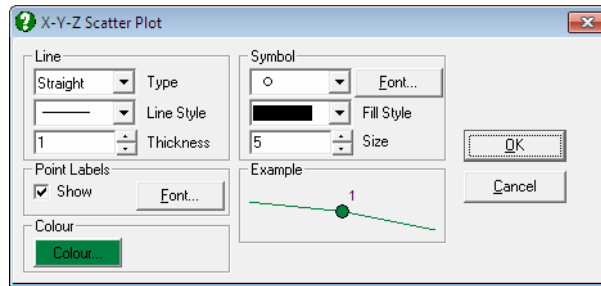 X-Y-Z Scatter Plot
Line
Straight Type
Line Style
1 Thickness
Symbol
Font...
Fill Style
5 Size
OK
Cancel
Point Labels
Show Font...
Example
1
Colour
Colour...